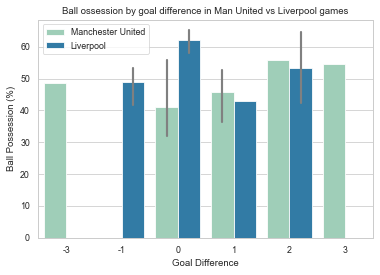 Ball ossession by goal difference in Man United vs Liverpool games
Manchester United
Liverpool
Ball Possession (%)
60
50
40
30
20
10
0
-3 -1 0 1 2 3
Goal Difference